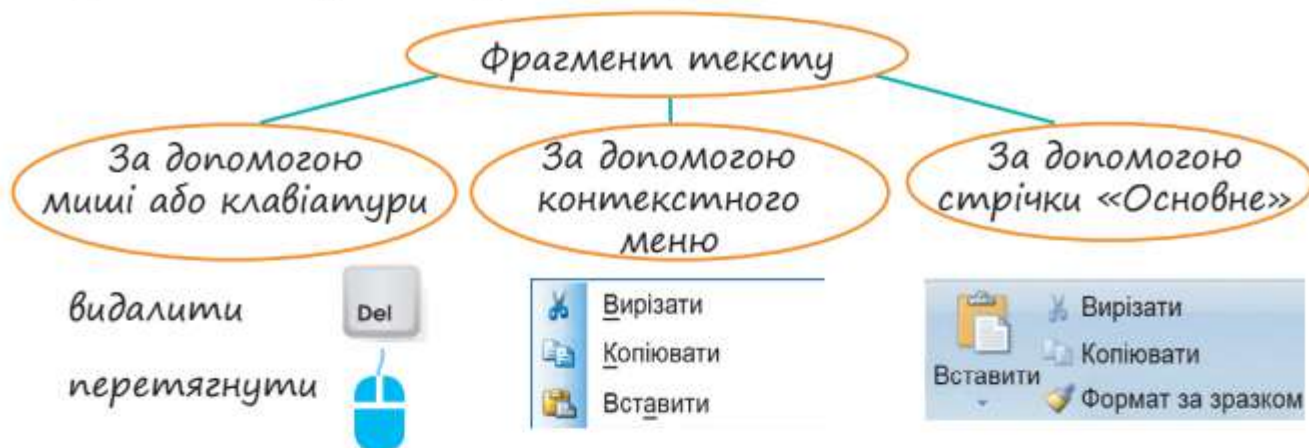 Фрагмент тексту
За допомогою
миші або клавіатури
За допомогою
контекстного
меню
За допомогою
стрічки «Основне»
видалити
Del
перетягнути
Вирізати
Копіювати
Вставити
Вставити
Вирізати
Копіювати
Формат за зразком